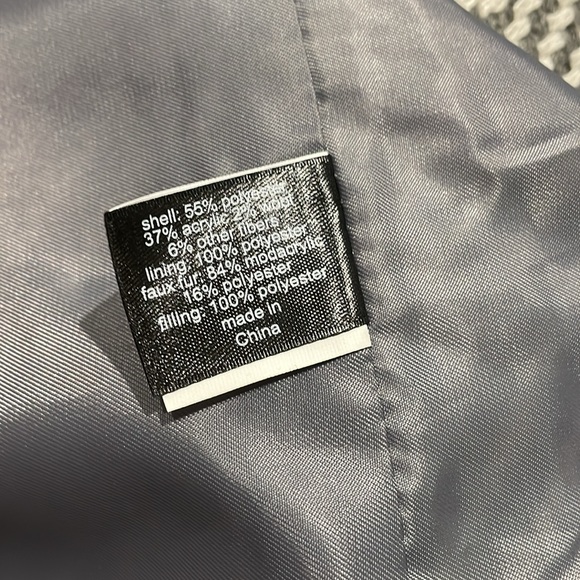 shell: 55% polyester
37% acrylic 2% wool
6% other fibers
lining: 100% polyester
faux fur: 84% modacrylic
16% polyester
filling: 100% polyester
made in
China